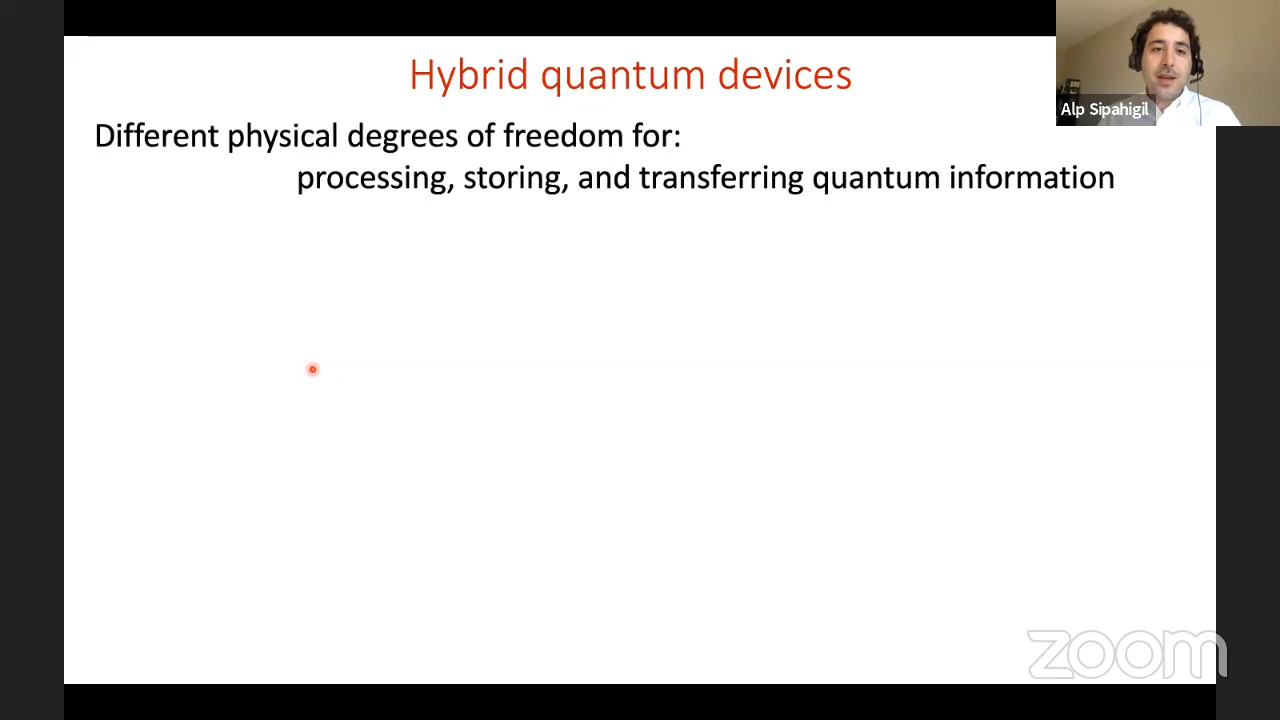 Hybrid quantum devices
Alp Sipahigil
Different physical degrees of freedom for:
processing, storing, and transferring quantum information
zoom